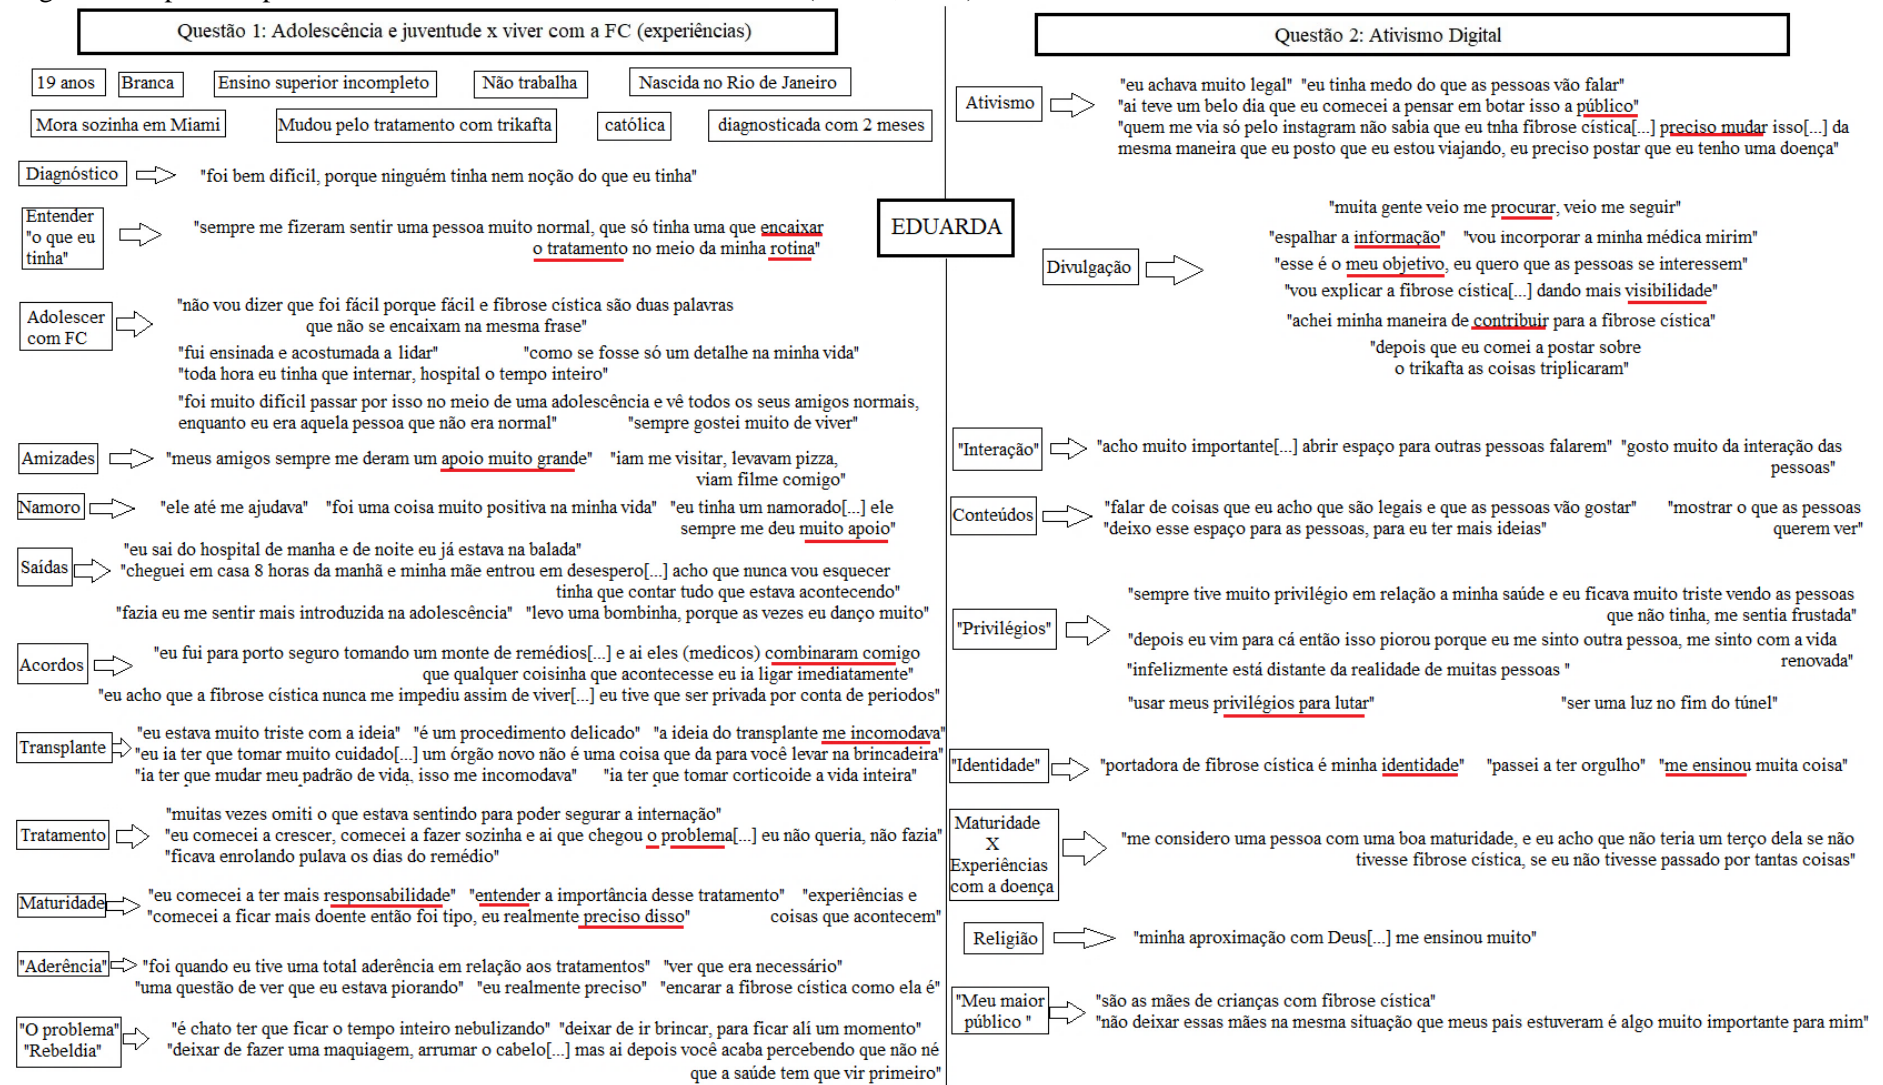 Questão 1: Adolescência e juventude x viver com a FC (experiências)
19 anos
Branca
Ensino superior incompleto
Não trabalha
Nascida no Rio de Janeiro
Mora sozinha em Miami
Mudou pelo tratamento com trikafta
católica
diagnosticada com 2 meses
Diagnóstico
"foi bem difícil, porque ninguém tinha nem noção do que eu tinha"
Entender
"o que eu
tinha"
"sempre me fizeram sentir uma pessoa muito normal, que só tinha uma que encaixar
o tratamento no meio da minha rotina"
Adolescer
com FC
"não vou dizer que foi fácil porque fácil e fibrose cística são duas palavras
que não se encaixam na mesma frase"
"fui ensinada e acostumada a lidar" "como se fosse só um detalhe na minha vida"
"toda hora eu tinha que internar, hospital o tempo inteiro"
"foi muito difícil passar por isso no meio de uma adolescência e vê todos os seus amigos normais,
enquanto eu era aquela pessoa que não era normal" "sempre gostei muito de viver"
Amizades
"meus amigos sempre me deram um apoio muito grande" "iam me visitar, levavam pizza,
viam filme comigo"
Namoro
"ele até me ajudava" "foi uma coisa muito positiva na minha vida" "eu tinha um namorado[...] ele
sempre me deu muito apoio"
Saídas
"eu sai do hospital de manha e de noite eu já estava na balada"
"cheguei em casa 8 horas da manhã e minha mãe entrou em desespero[...] acho que nunca vou esquecer
tinha que contar tudo que estava acontecendo"
"fazia eu me sentir mais introduzida na adolescência" "levo uma bombinha, porque as vezes eu danço muito"
Acordos
"eu fui para porto seguro tomando um monte de remédios[...] e ai eles (medicos) combinaram comigo
que qualquer coisinha que acontecesse eu ia ligar imediatamente"
"eu acho que a fibrose cística nunca me impediu assim de viver[...] eu tive que ser privada por conta de periodos"
Transplante
"eu estava muito triste com a ideia" "é um procedimento delicado" "a ideia do transplante me incomodava"
"eu ia ter que tomar muito cuidado[...] um órgão novo não é uma coisa que da para você levar na brincadeira"
"ia ter que mudar meu padrão de vida, isso me incomodava" "ia ter que tomar corticoide a vida inteira"
Tratamento
"muitas vezes omiti o que estava sentindo para poder segurar a internação"
"eu comecei a crescer, comecei a fazer sozinha e ai que chegou o problema[...] eu não queria, não fazia"
"ficava enrolando pulava os dias do remédio"
Maturidade
"eu comecei a ter mais responsabilidade" "entender a importância desse tratamento" "experiências e
coisas que acontecem"
"comecei a ficar mais doente então foi tipo, eu realmente preciso disso"
"Aderência"
"foi quando eu tive uma total aderência em relação aos tratamentos" "ver que era necessário"
"uma questão de ver que eu estava piorando" "eu realmente preciso" "encarar a fibrose cística como ela é"
"O problema"
"Rebeldia"
"é chato ter que ficar o tempo inteiro nebulizando" "deixar de ir brincar, para ficar alí um momento"
"deixar de fazer uma maquiagem, arrumar o cabelo[...] mas ai depois você acaba percebendo que não né
que a saúde tem que vir primeiro"
EDUARDA
Questão 2: Ativismo Digital
Ativismo
"eu achava muito legal" "eu tinha medo do que as pessoas vão falar"
"ai teve um belo dia que eu comecei a pensar em botar isso a público"
"quem me via só pelo instagram não sabia que eu tnha fibrose cística[...] preciso mudar isso[...] da
mesma maneira que eu posto que eu estou viajando, eu preciso postar que eu tenho uma doença"
Divulgação
"muita gente veio me procurar, veio me seguir"
"espalhar a informação" "vou incorporar a minha médica mirim"
"esse é o meu objetivo, eu quero que as pessoas se interessem"
"vou explicar a fibrose cística[...] dando mais visibilidade"
"achei minha maneira de contribuir para a fibrose cística"
"depois que eu comei a postar sobre
o trikafta as coisas triplicaram"
"Interação"
"acho muito importante[...] abrir espaço para outras pessoas falarem" "gosto muito da interação das
pessoas"
Conteúdos
"falar de coisas que eu acho que são legais e que as pessoas vão gostar" "mostrar o que as pessoas
querem ver"
"deixo esse espaço para as pessoas, para eu ter mais ideias"
"Privilégios"
"sempre tive muito privilégio em relação a minha saúde e eu ficava muito triste vendo as pessoas
que não tinha, me sentia frustada"
"depois eu vim para cá então isso piorou porque eu me sinto outra pessoa, me sinto com a vida
renovada"
"infelizmente está distante da realidade de muitas pessoas "
"usar meus privilégios para lutar" "ser uma luz no fim do túnel"
"Identidade"
"portadora de fibrose cística é minha identidade" "passei a ter orgulho" "me ensinou muita coisa"
Maturidade
X
Experiências
com a doença
"me considero uma pessoa com uma boa maturidade, e eu acho que não teria um terço dela se não
tivesse fibrose cística, se eu não tivesse passado por tantas coisas"
Religião
"minha aproximação com Deus[...] me ensinou muito"
"Meu maior
público "
"são as mães de crianças com fibrose cística"
"não deixar essas mães na mesma situação que meus pais estuveram é algo muito importante para mim"